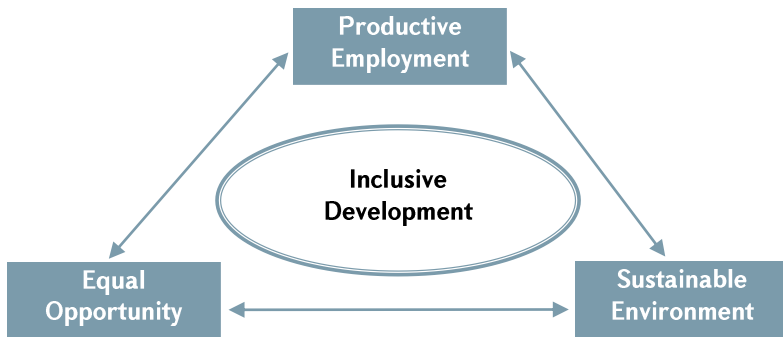 Productive
Employment
Inclusive
Development
Equal
Opportunity
Sustainable
Environment